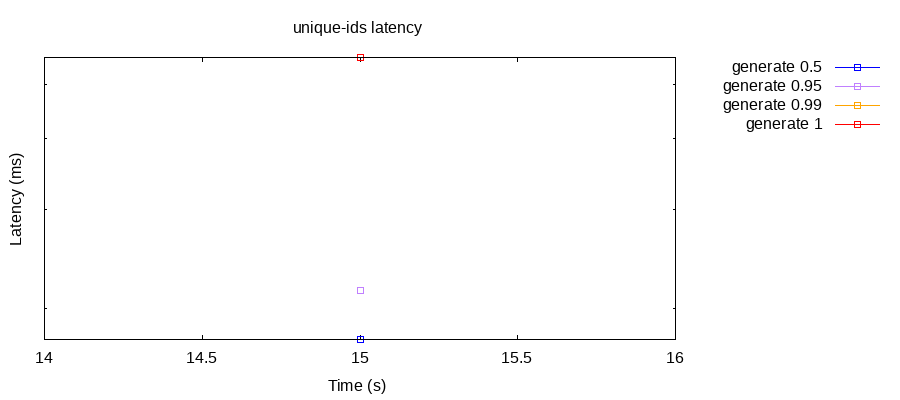 unique-ids latency
generate 0.5
generate 0.95
generate 0.99
generate 1
Latency (ms)
14 14.5 15 15.5 16
Time (s)